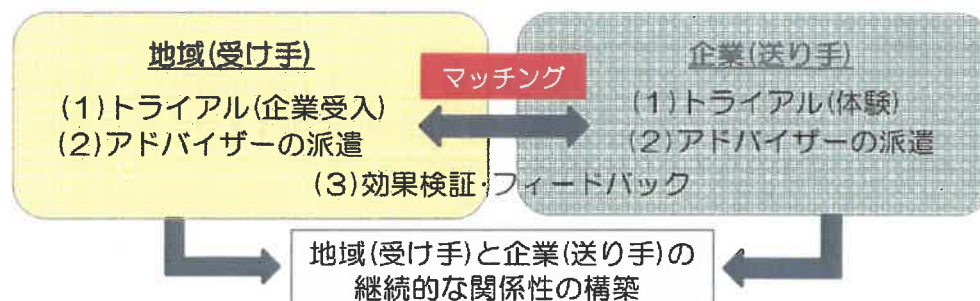 地域(受け手)
(1)トライアル(企業受入)
(2)アドバイザーの派遣
マッチング
企業(送り手)
(1)トライアル(体験)
(2)アドバイザーの派遣
(3)効果検証・フィードバック
地域(受け手)と企業(送り手)の
継続的な関係性の構築